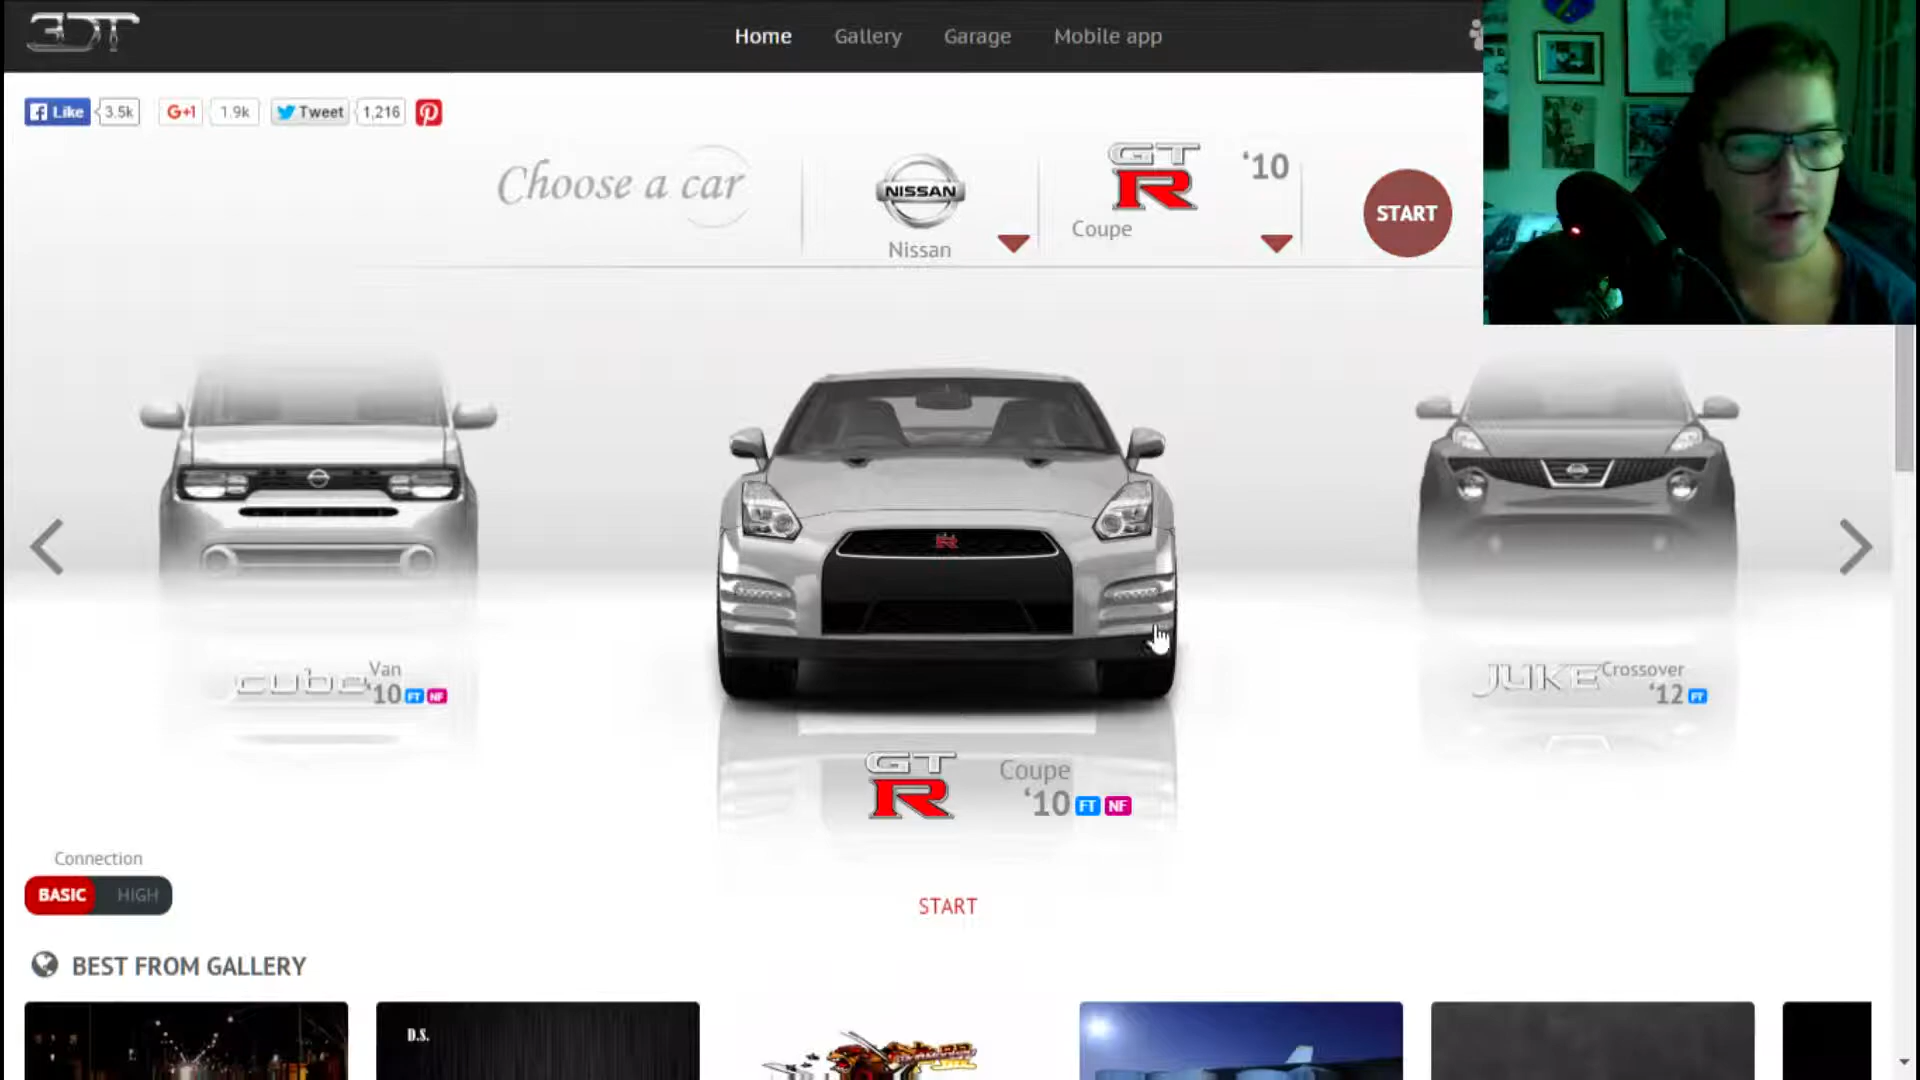 3DT
Home Gallery Garage Mobile app
Like 3.5k G+1 1.9k Tweet 1,216
Choose a car
NISSAN
Nissan
GT
R
'10
Coupe
START
R
cube
Van
'10 FT NF
GT
R
Coupe
'10 FT NF
JUKE
Crossover
'12 FT
Connection
BASIC HIGH
START
BEST FROM GALLERY
D.S.